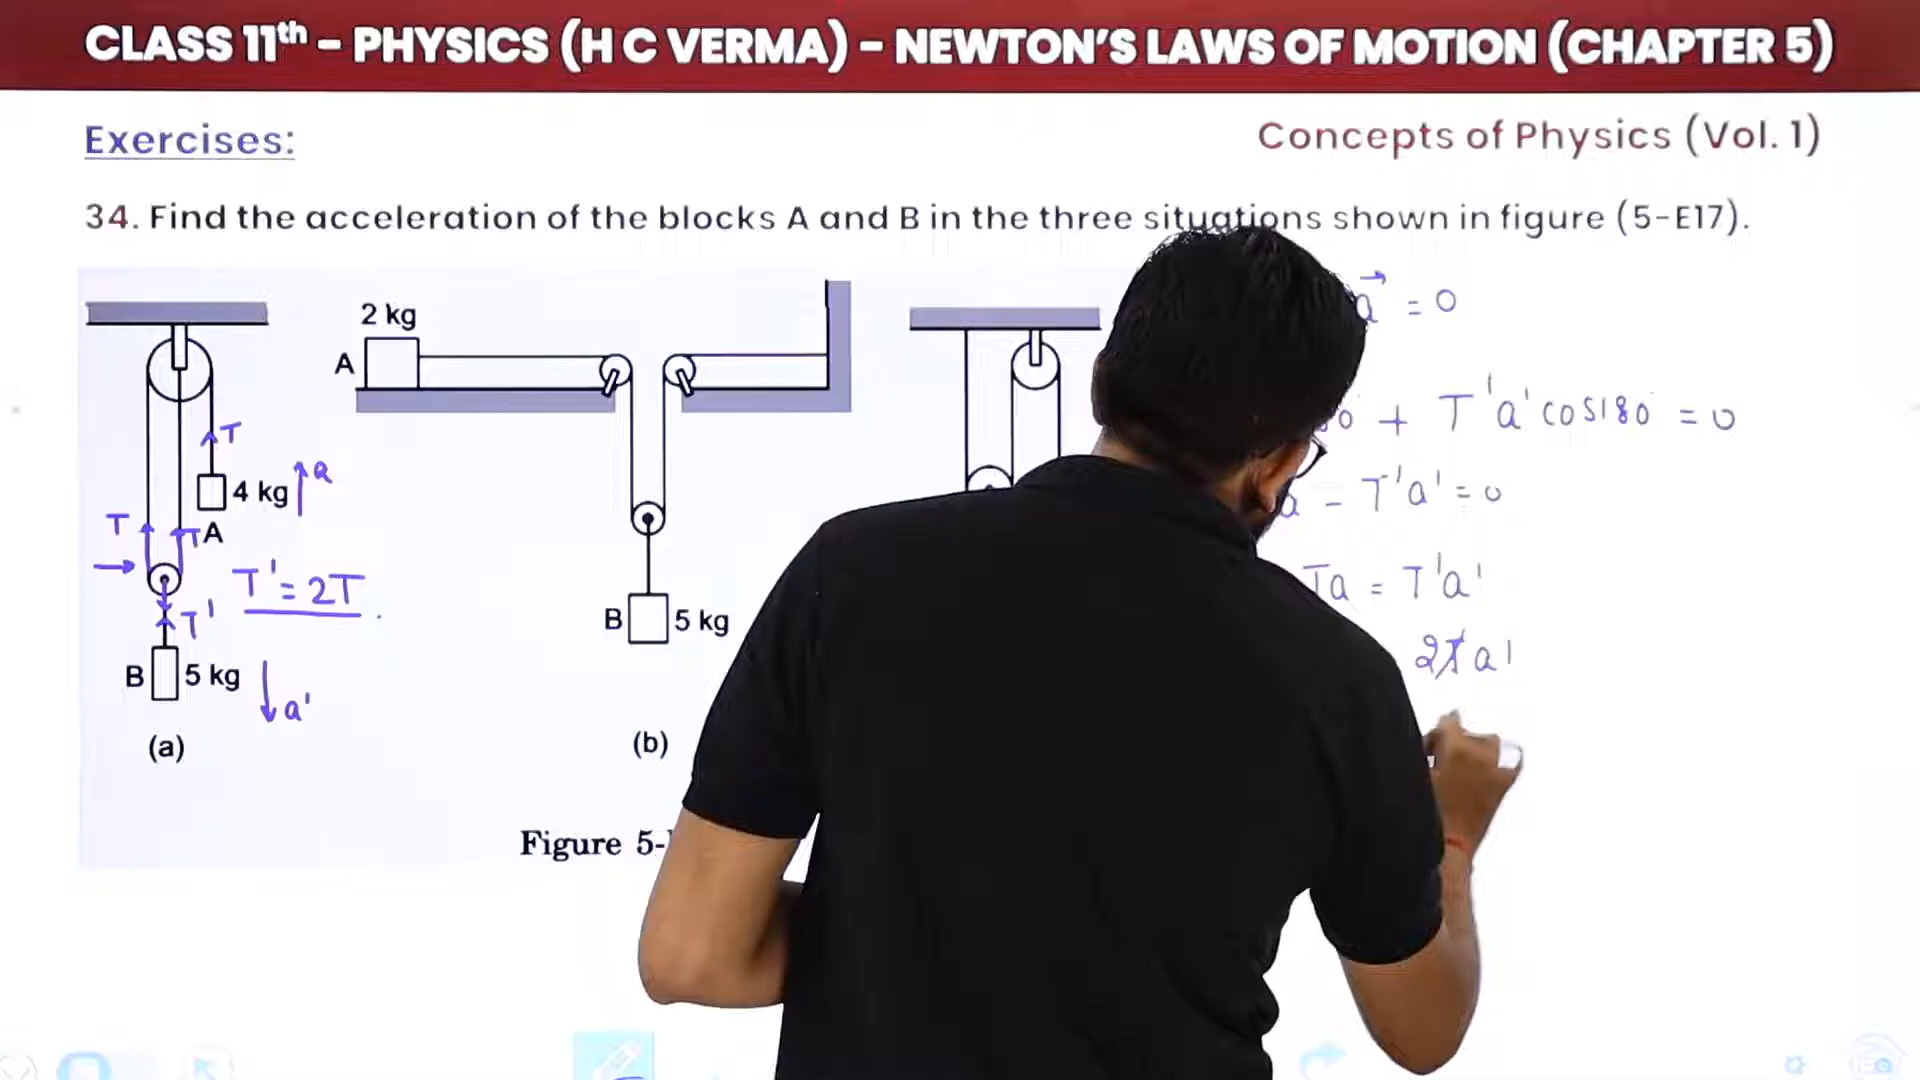 CLASS 11th – PHYSICS (H C VERMA) – NEWTON'S LAWS OF MOTION (CHAPTER 5)
Exercises:
Concepts of Physics (Vol. 1)
34. Find the acceleration of the blocks A and B in the three situations shown in figure (5-E17).
2 kg
A
T
4 kg
a
A
T
T
T' = 2T
T'
B
5 kg
a'
(a)
B
5 kg
(b)
Figure 5-
a = 0
+ T'a' cos180 = 0
a - T'a' = 0
Ta = T'a'
2T a'